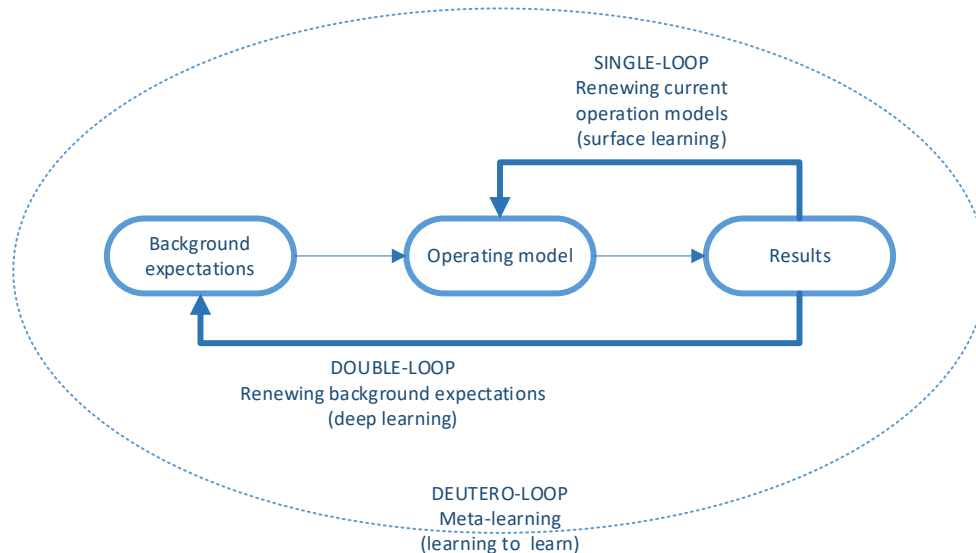 SINGLE-LOOP
Renewing current
operation models
(surface learning)
Background
expectations
Operating model
Results
DOUBLE-LOOP
Renewing background expectations
(deep learning)
DEUTERO-LOOP
Meta-learning
(learning to learn)